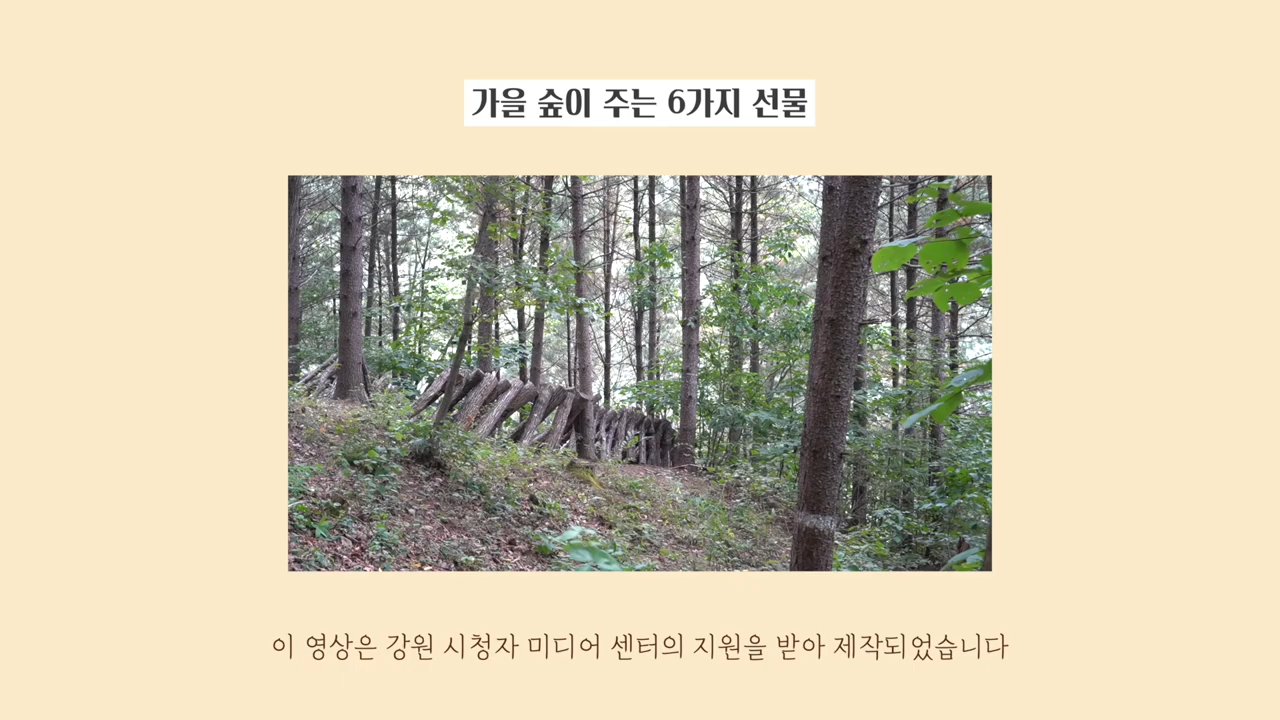 가을 숲이 주는 6가지 선물
이 영상은 강원 시청자 미디어 센터의 지원을 받아 제작되었습니다